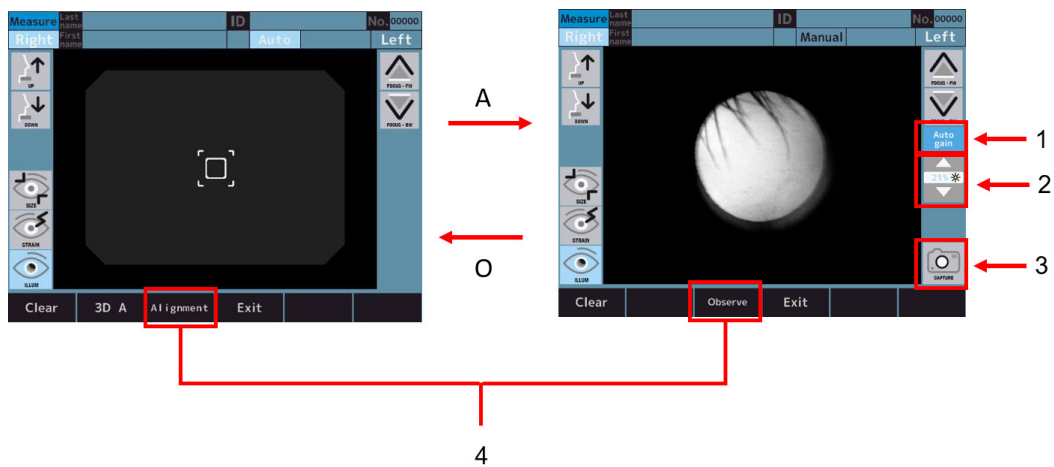 Measure Last name ID No. 00000
Right First name Auto Left
UP
FOCUS - FW
DOWN
FOCUS - BW
SIZE
STRAIN
ILLUM
Clear 3D A Alignment Exit
A
O
Measure Last name ID No. 00000
Right First name Manual Left
UP
FOCUS - FW
DOWN
Auto gain
21%
SIZE
STRAIN
ILLUM
CAPTURE
Clear Observe Exit
1
2
3
4